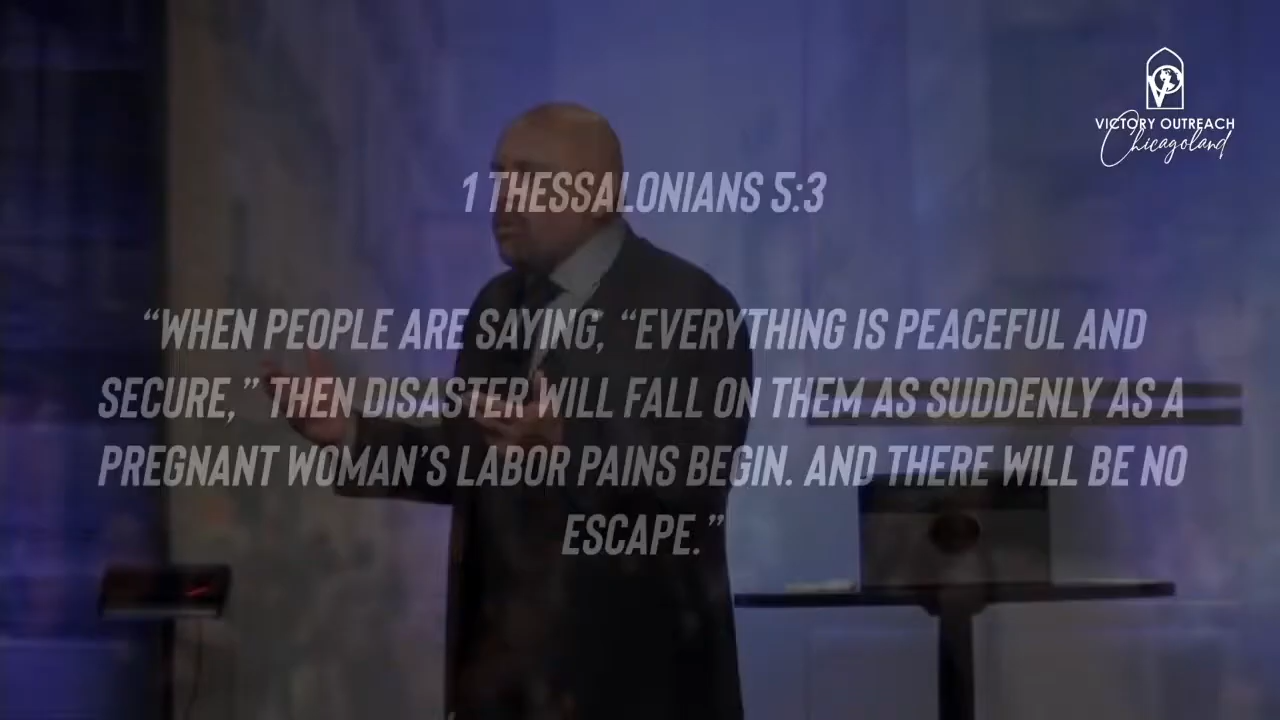 VICTORY OUTREACH
Chicagoland
1 THESSALONIANS 5:3
“WHEN PEOPLE ARE SAYING, “EVERYTHING IS PEACEFUL AND
SECURE,” THEN DISASTER WILL FALL ON THEM AS SUDDENLY AS A
PREGNANT WOMAN’S LABOR PAINS BEGIN. AND THERE WILL BE NO
ESCAPE.”